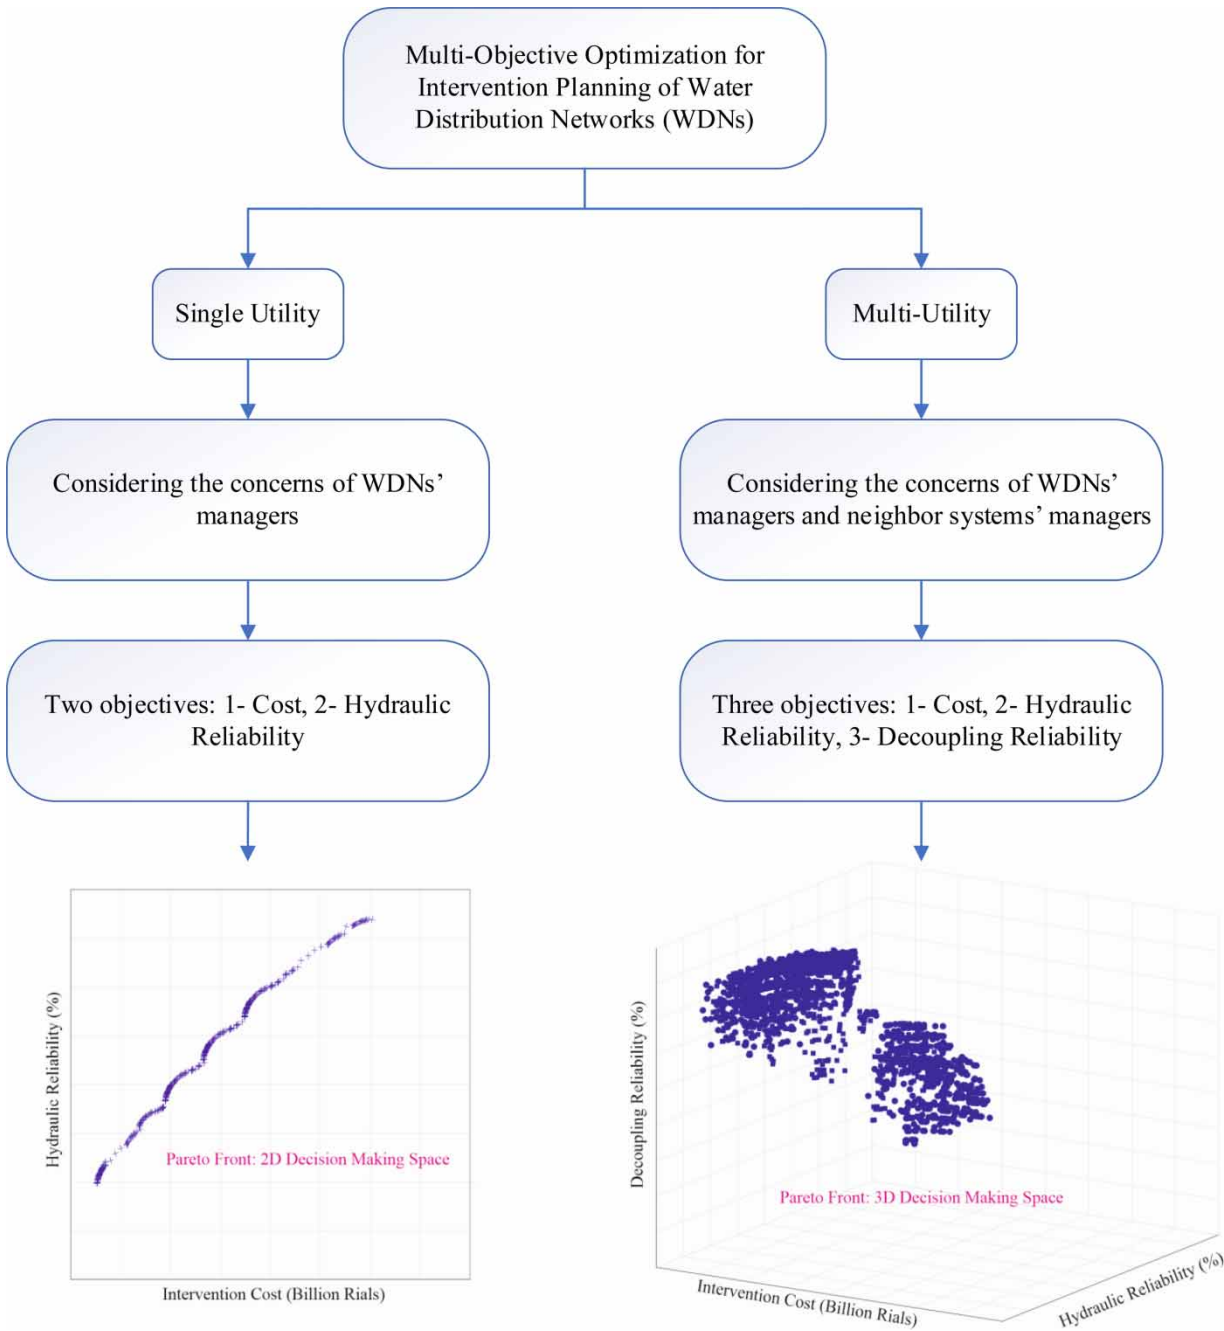 Multi-Objective Optimization for
Intervention Planning of Water
Distribution Networks (WDNs)
Single Utility
Multi-Utility
Considering the concerns of WDNs’
managers
Considering the concerns of WDNs’
managers and neighbor systems’ managers
Two objectives: 1- Cost, 2- Hydraulic
Reliability
Three objectives: 1- Cost, 2- Hydraulic
Reliability, 3- Decoupling Reliability
Hydraulic Reliability (%)
Pareto Front: 2D Decision Making Space
Intervention Cost (Billion Rials)
Decoupling Reliability (%)
Pareto Front: 3D Decision Making Space
Intervention Cost (Billion Rials)
Hydraulic Reliability (%)